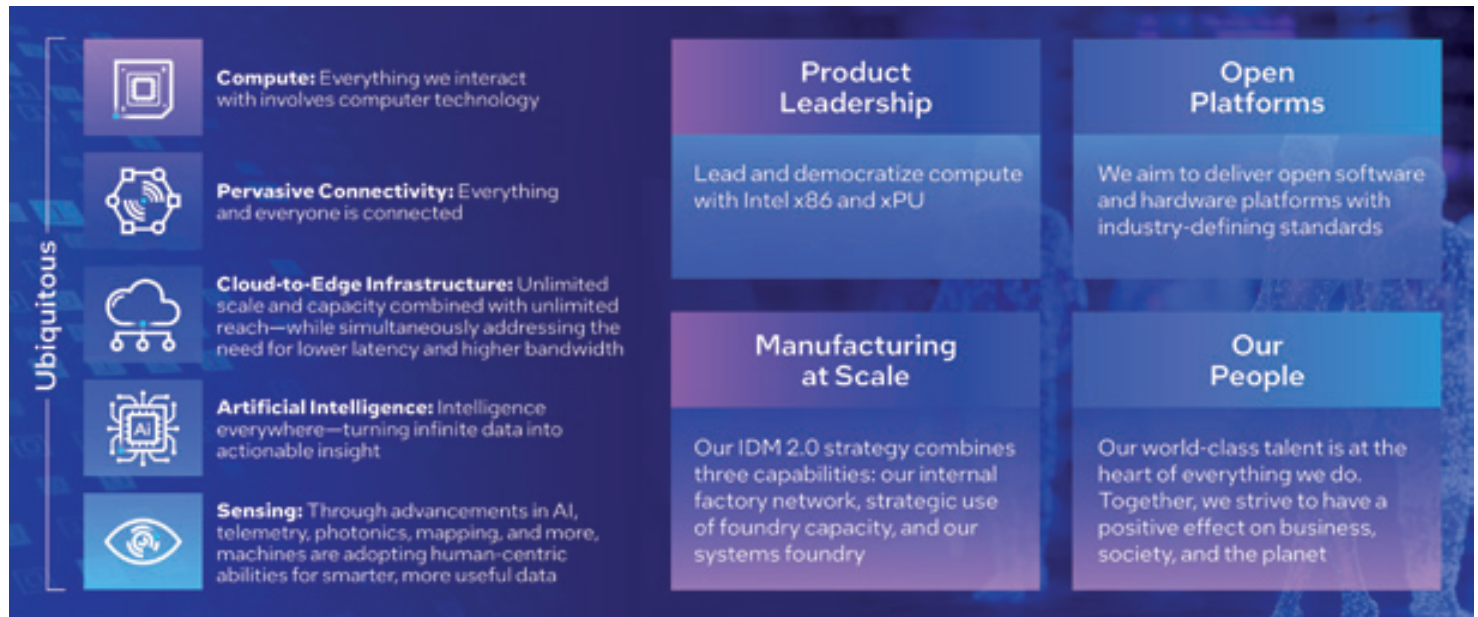 Ubiquitous
Compute: Everything we interact
with involves computer technology
Pervasive Connectivity: Everything
and everyone is connected
Cloud-to-Edge Infrastructure: Unlimited
scale and capacity combined with unlimited
reach—while simultaneously addressing the
need for lower latency and higher bandwidth
Ai
Artificial Intelligence: Intelligence
everywhere—turning infinite data into
actionable insight
Sensing: Through advancements in AI,
telemetry, photonics, mapping, and more,
machines are adopting human-centric
abilities for smarter, more useful data
Product
Leadership
Lead and democratize compute
with Intel x86 and xPU
Open
Platforms
We aim to deliver open software
and hardware platforms with
industry-defining standards
Manufacturing
at Scale
Our IDM 2.0 strategy combines
three capabilities: our internal
factory network, strategic use
of foundry capacity, and our
systems foundry
Our
People
Our world-class talent is at the
heart of everything we do.
Together, we strive to have a
positive effect on business,
society, and the planet